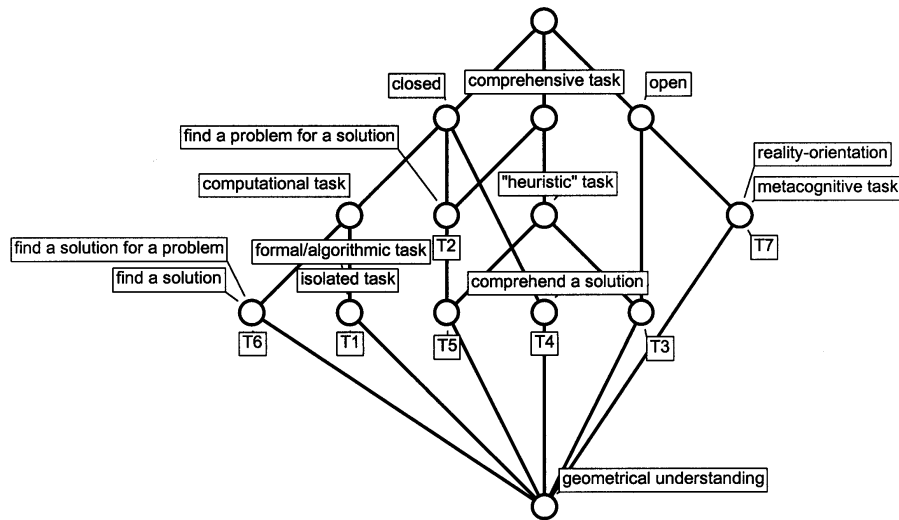 closed
comprehensive task
open
find a problem for a solution
reality-orientation
computational task
"heuristic" task
metacognitive task
find a solution for a problem
formal/algorithmic task
T2
T7
find a solution
isolated task
comprehend a solution
T6
T1
T5
T4
T3
geometrical understanding